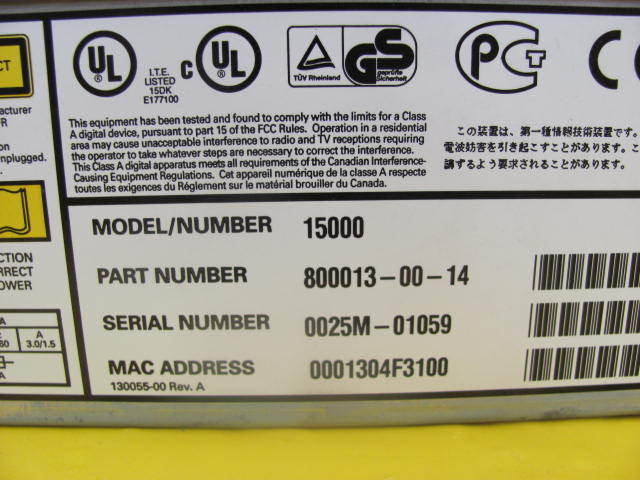 CT
acturer
R
on
nplugged.
CTION
RRECT
OWER
A
60
A
3.0/1.5
A
UL
I.T.E.
LISTED
15DK
E177100
C UL
TÜV Rheinland
GS
geprüfte
Sicherheit
This equipment has been tested and found to comply with the limits for a Class
A digital device, pursuant to part 15 of the FCC Rules. Operation in a residential
area may cause unacceptable interference to radio and TV receptions requiring
the operator to take whatever steps are necessary to correct the interference.
This Class A digital apparatus meets all requirements of the Canadian Interference-
Causing Equipment Regulations. Cet appareil numérique de la classe A respecte
toutes les exigences du Réglement sur le matérial brouiller du Canada.
この装置は、第一種情報技術装置です。
電波妨害を引き起こすことがあります。こ
講ずるよう要求されることがあります。
MODEL/NUMBER 15000
PART NUMBER 800013-00-14
SERIAL NUMBER 0025M-01059
MAC ADDRESS 0001304F3100
130055-00 Rev. A